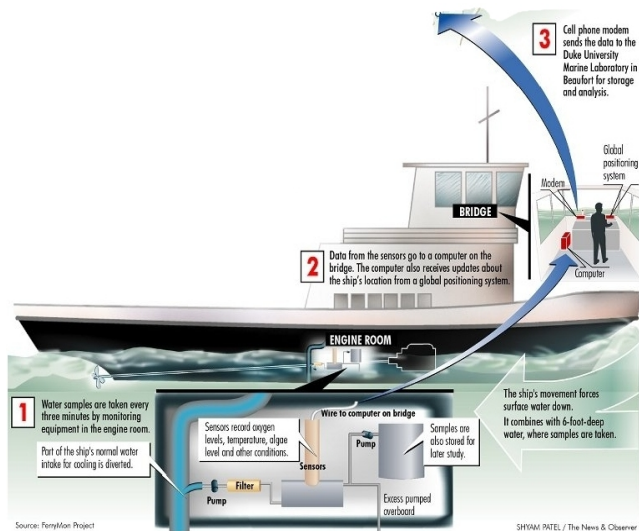 3
Cell phone modem
sends the data to the
Duke University
Marine Laboratory in
Beaufort for storage
and analysis.
Global
positioning
system
Modem
BRIDGE
Computer
2
Data from the sensors go to a computer on the
bridge. The computer also receives updates about
the ship's location from a global positioning system.
ENGINE ROOM
1
Water samples are taken every
three minutes by monitoring
equipment in the engine room.
The ship's movement forces
surface water down.
It combines with 6-foot-deep
water, where samples are taken.
Wire to computer on bridge
Sensors record oxygen
levels, temperature, algae
level and other conditions.
Samples are
also stored for
later study.
Part of the ship's normal water
intake for cooling is diverted.
Sensors
Pump
Pump
Filter
Excess pumped
overboard
Source: FerryMon Project
SHYAM PATEL / The News & Observer